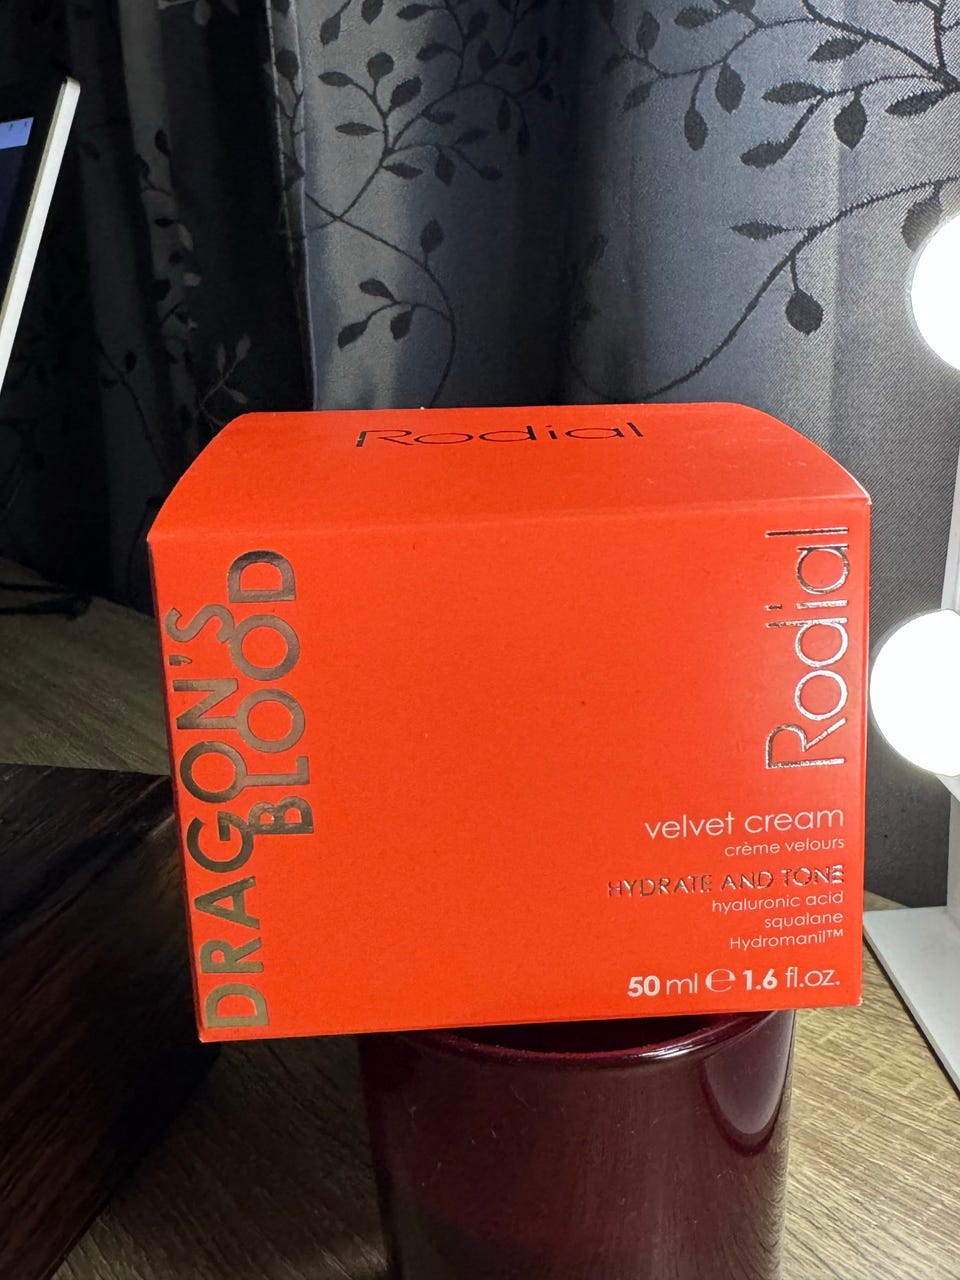 Rodial
DRAGON'S
BLOOD
Rodial
velvet cream
crème velours
HYDRATE AND TONE
hyaluronic acid
squalane
Hydromanil™
50 ml ℮ 1.6 fl.oz.